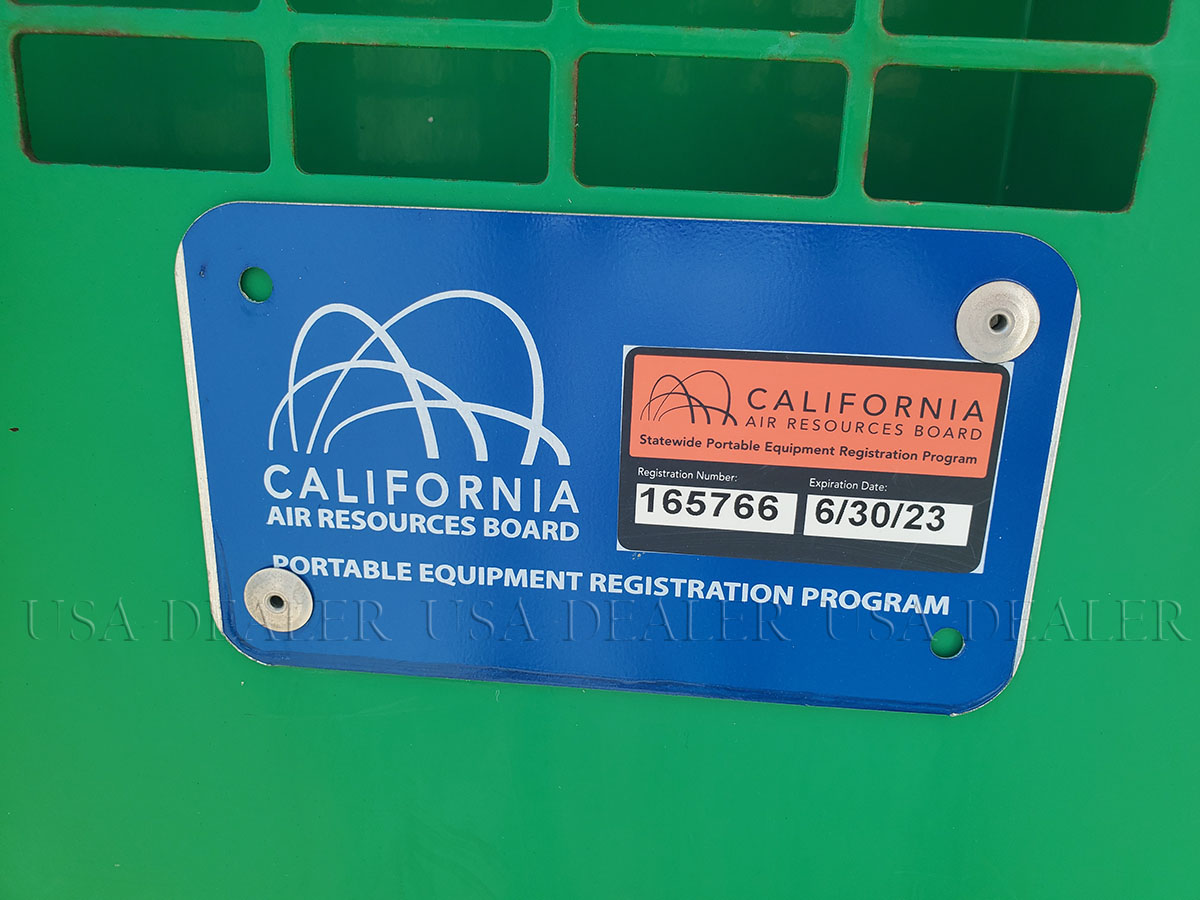 CALIFORNIA
AIR RESOURCES BOARD
PORTABLE EQUIPMENT REGISTRATION PROGRAM
CALIFORNIA
AIR RESOURCES BOARD
Statewide Portable Equipment Registration Program
Registration Number:
165766
Expiration Date:
6/30/23
USA DEALER USA DEALER USA DEALER